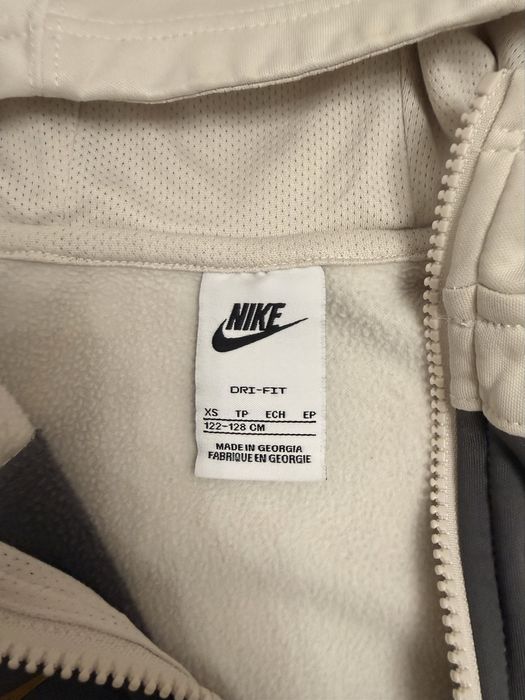 NIKE
DRI-FIT
XS TP ECH EP
122-128 CM
MADE IN GEORGIA
FABRIQUE EN GEORGIE